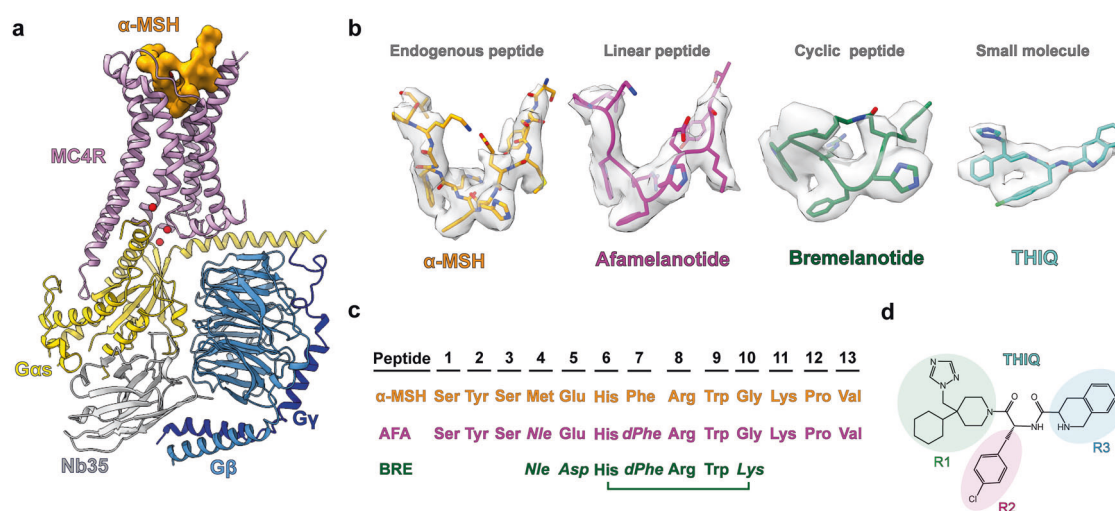 a
α-MSH
MC4R
Gαs
Nb35
Gβ
Gγ
b
Endogenous peptide
Linear peptide
Cyclic peptide
Small molecule
α-MSH
Afamelanotide
Bremelanotide
THIQ
c
Peptide 1 2 3 4 5 6 7 8 9 10 11 12 13
α-MSH Ser Tyr Ser Met Glu His Phe Arg Trp Gly Lys Pro Val
AFA Ser Tyr Ser Nle Glu His dPhe Arg Trp Gly Lys Pro Val
BRE Nle Asp His dPhe Arg Trp Lys
d
THIQ
N
N
N
N
O
O
NH
HN
Cl
R1
R2
R3